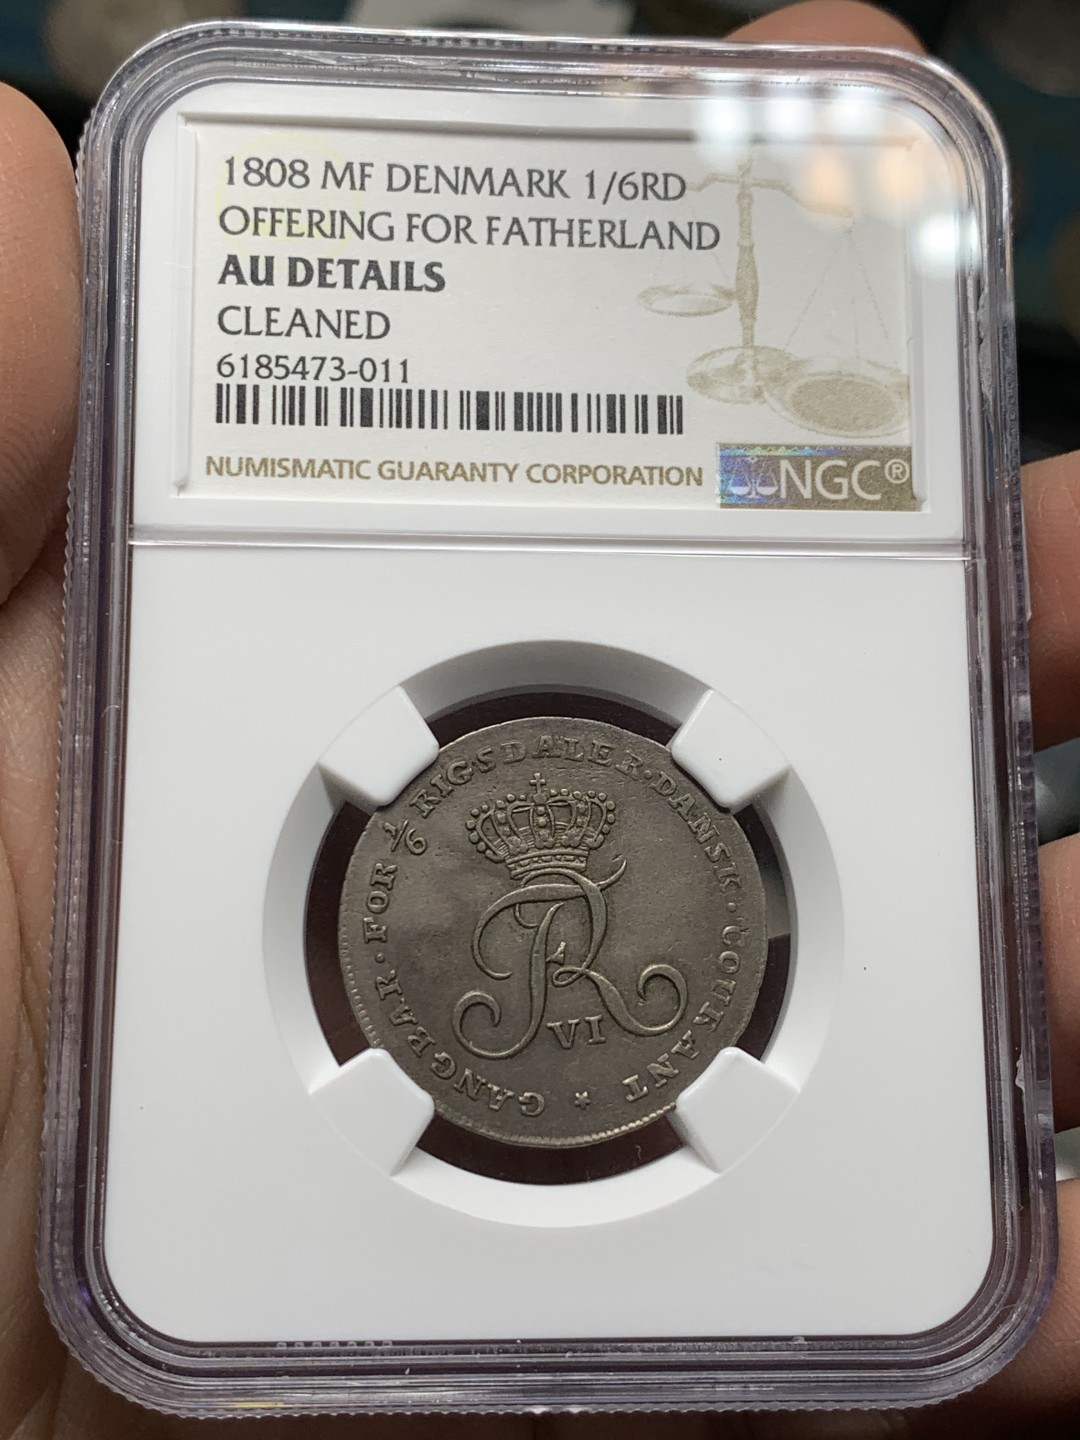 1808 MF DENMARK 1/6RD
OFFERING FOR FATHERLAND
AU DETAILS
CLEANED
6185473-011
NUMISMATIC GUARANTY CORPORATION NGC®
GANGBAR · FOR 1/6 RIGSDALER · DANSK · COURANT *
FR
VI